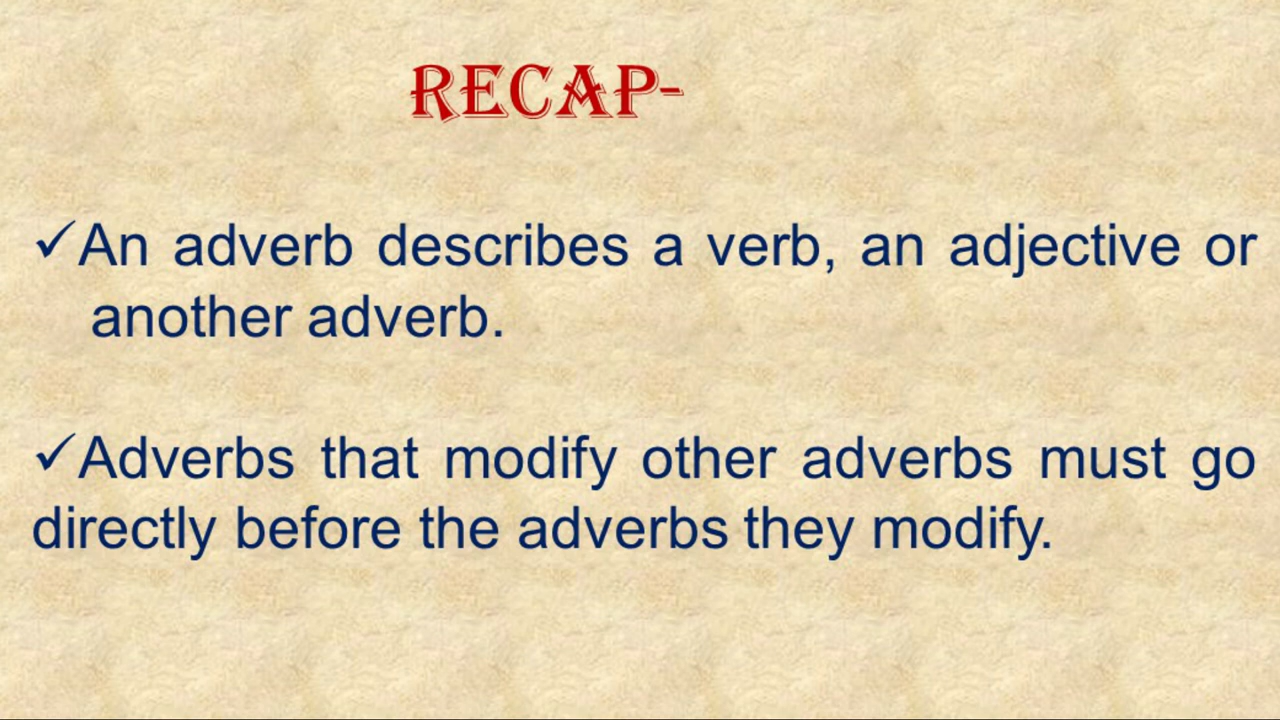 RECAP-
✓An adverb describes a verb, an adjective or
another adverb.
✓Adverbs that modify other adverbs must go
directly before the adverbs they modify.